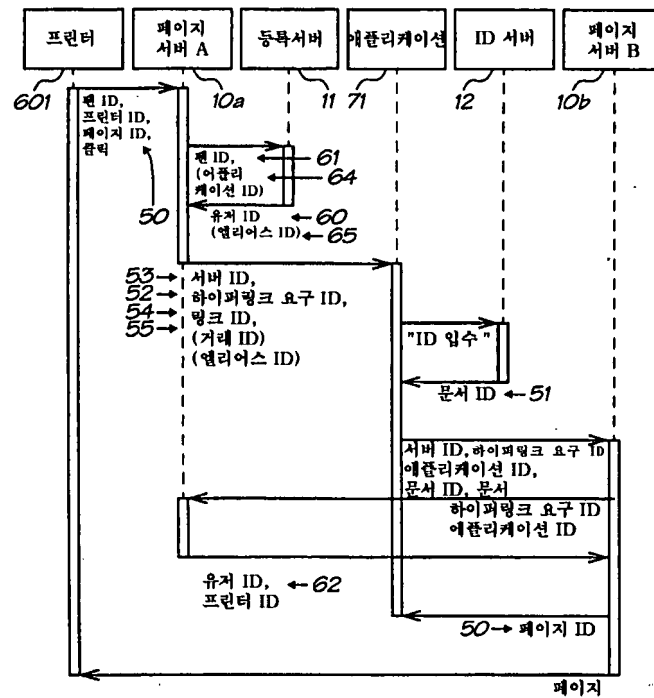 프린터
페이지
서버 A
등록서버
애플리케이션
ID 서버
페이지
서버 B
601
10a
11
71
12
10b
펜 ID,
프린터 ID,
페이지 ID,
클릭
50
펜 ID,
(어플리
케이션 ID)
61
64
유저 ID
(엘리어스 ID)
60
65
53
52
54
55
서버 ID,
하이퍼링크 요구 ID,
링크 ID,
(거래 ID)
(엘리어스 ID)
"ID 입수"
문서 ID
51
서버 ID, 하이퍼링크 요구 ID
애플리케이션 ID,
문서 ID, 문서
하이퍼링크 요구 ID
애플리케이션 ID
유저 ID,
프린터 ID
62
50 페이지 ID
페이지